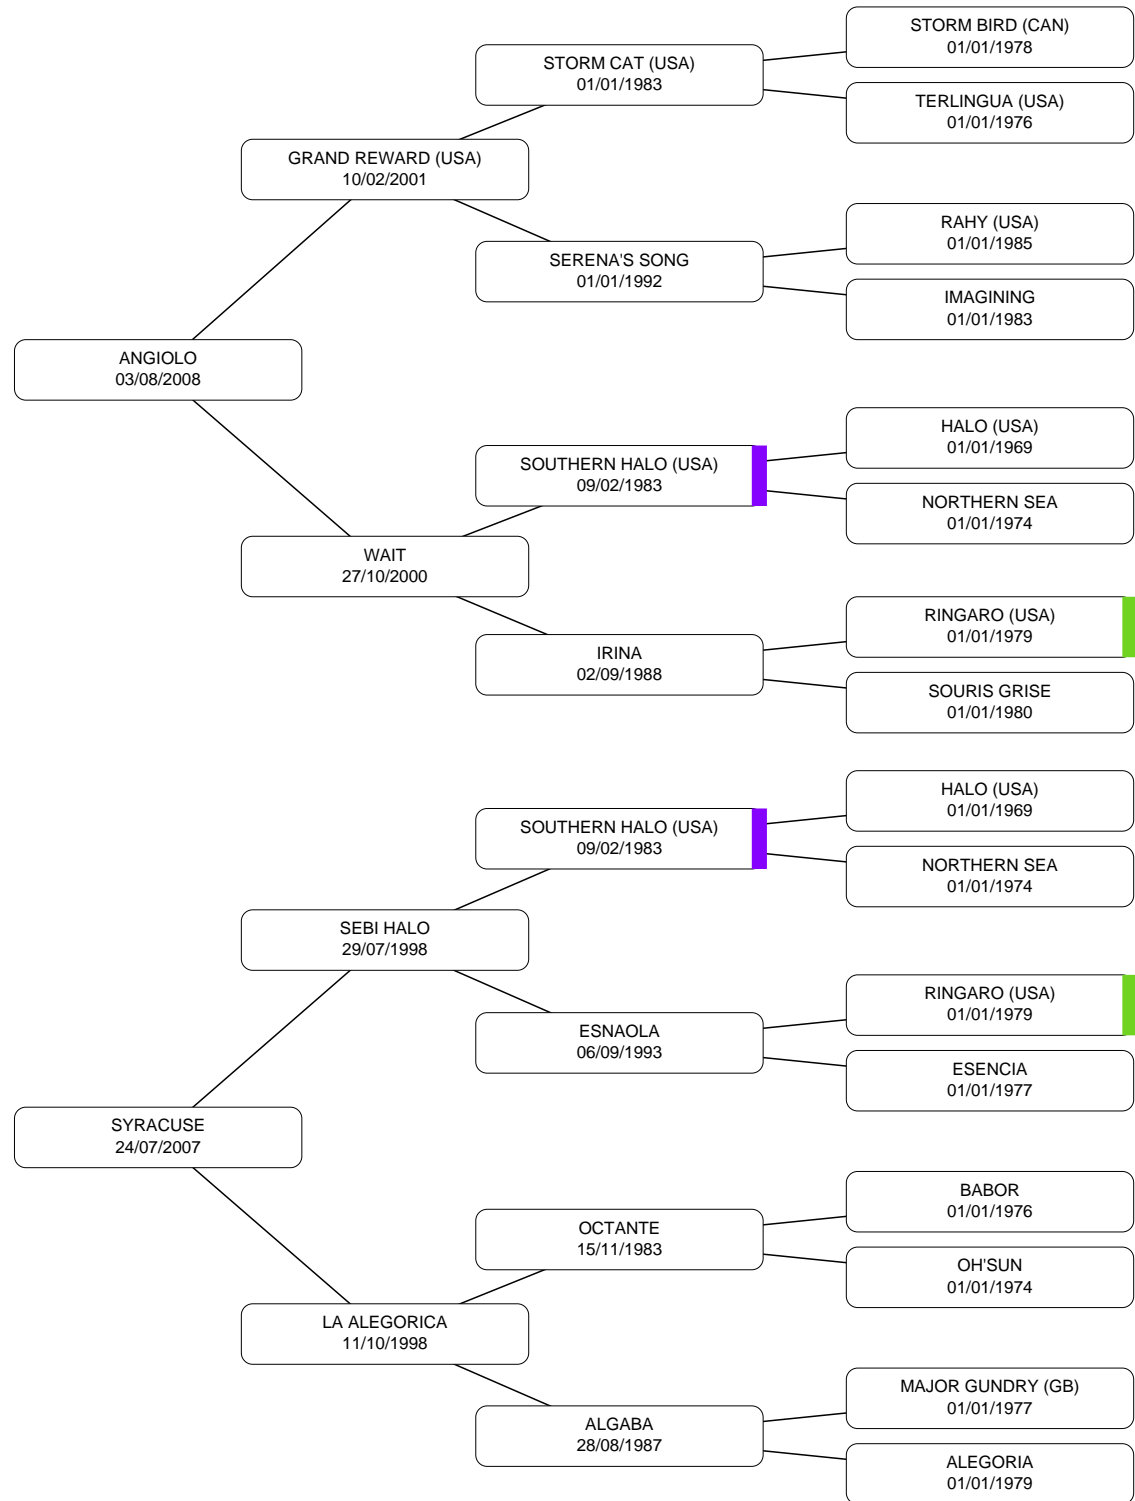 STORM BIRD (CAN)
01/01/1978
STORM CAT (USA)
01/01/1983
TERLINGUA (USA)
01/01/1976
GRAND REWARD (USA)
10/02/2001
RAHY (USA)
01/01/1985
SERENA'S SONG
01/01/1992
IMAGINING
01/01/1983
ANGIOLO
03/08/2008
HALO (USA)
01/01/1969
SOUTHERN HALO (USA)
09/02/1983
NORTHERN SEA
01/01/1974
WAIT
27/10/2000
RINGARO (USA)
01/01/1979
IRINA
02/09/1988
SOURIS GRISE
01/01/1980
HALO (USA)
01/01/1969
SOUTHERN HALO (USA)
09/02/1983
NORTHERN SEA
01/01/1974
SEBI HALO
29/07/1998
RINGARO (USA)
01/01/1979
ESNAOLA
06/09/1993
ESENCIA
01/01/1977
SYRACUSE
24/07/2007
BABOR
01/01/1976
OCTANTE
15/11/1983
OH'SUN
01/01/1974
LA ALEGORICA
11/10/1998
MAJOR GUNDRY (GB)
01/01/1977
ALGABA
28/08/1987
ALEGORIA
01/01/1979